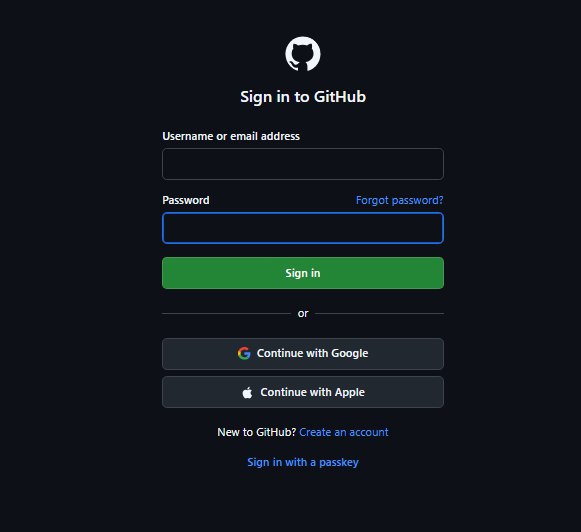 Sign in to GitHub
Username or email address
Password Forgot password?
Sign in
or
Continue with Google
Continue with Apple
New to GitHub? Create an account
Sign in with a passkey